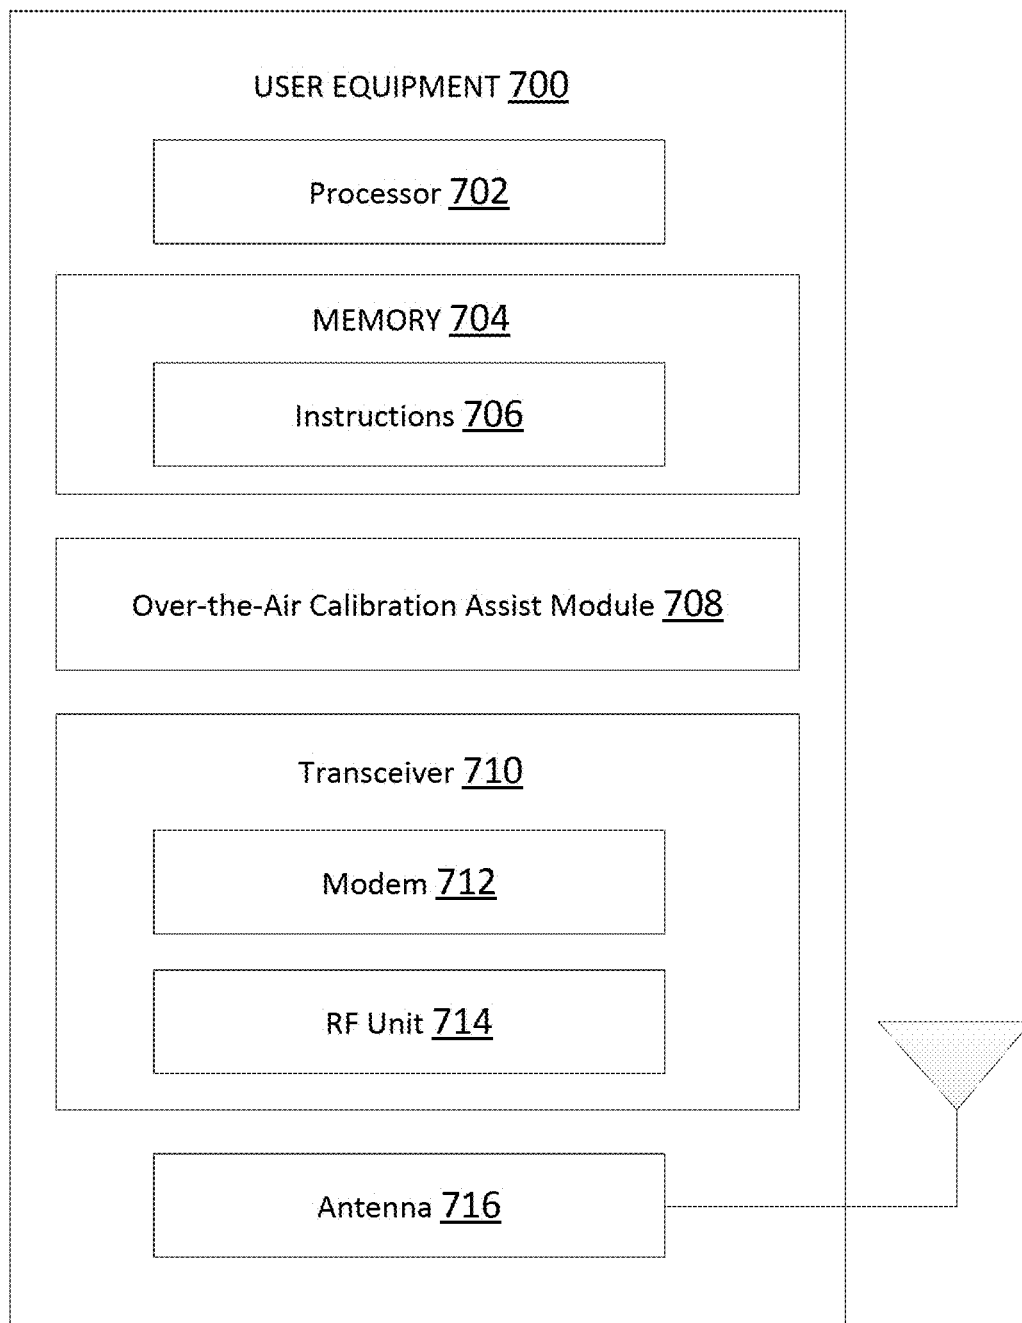 USER EQUIPMENT 700
Processor 702
MEMORY 704
Instructions 706
Over-the-Air Calibration Assist Module 708
Transceiver 710
Modem 712
RF Unit 714
Antenna 716